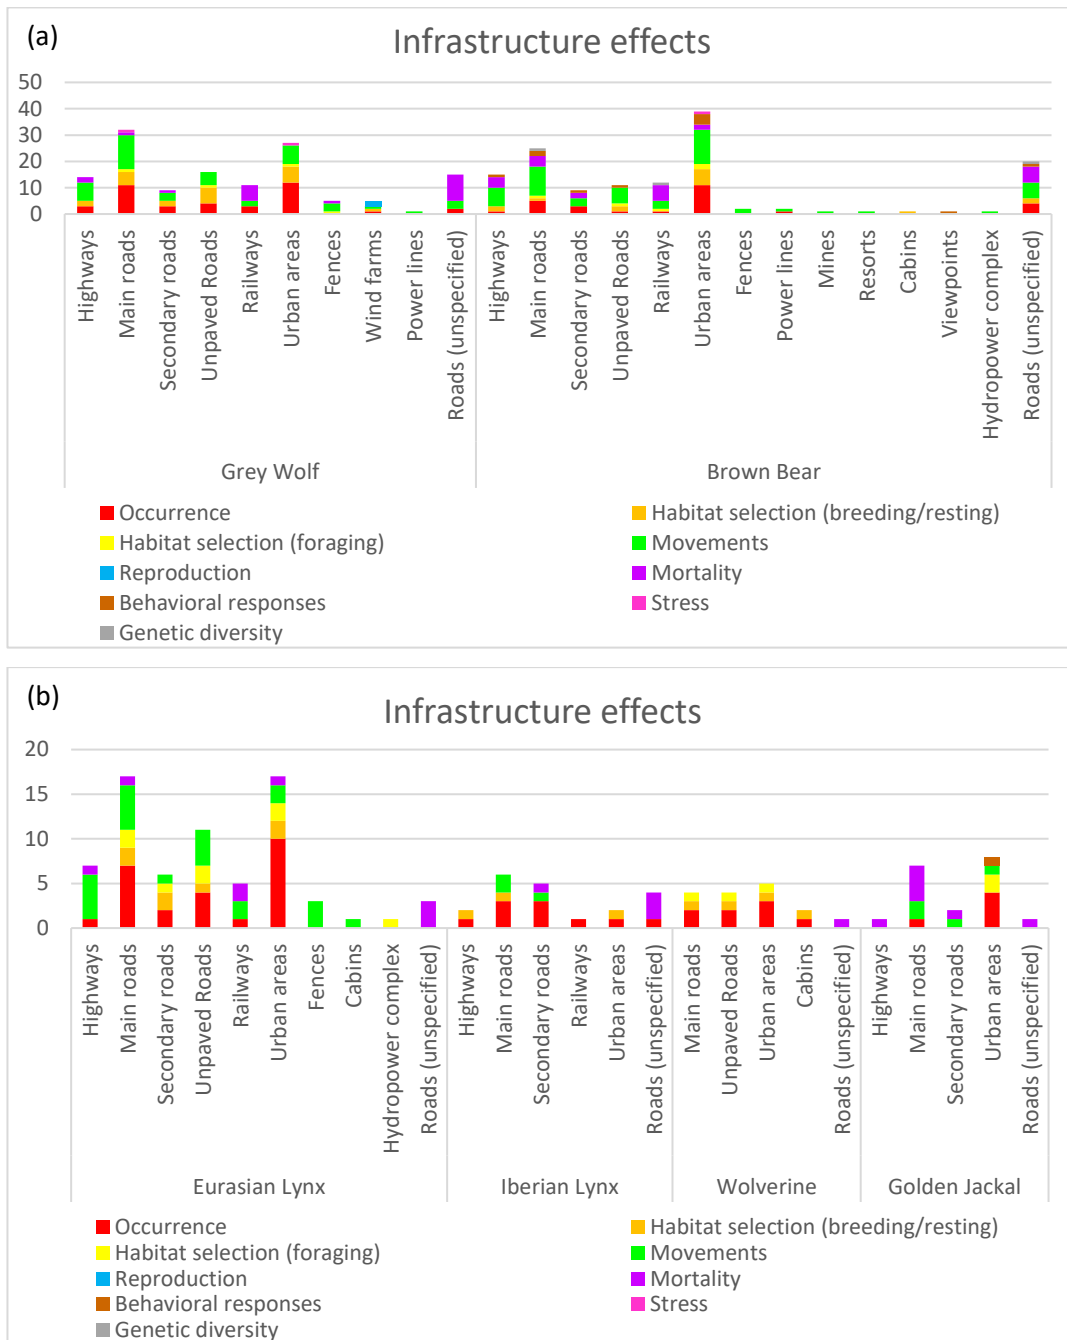 (a)
Infrastructure effects
50
40
30
20
10
0
Highways
Main roads
Secondary roads
Unpaved Roads
Railways
Urban areas
Fences
Wind farms
Power lines
Roads (unspecified)
Highways
Main roads
Secondary roads
Unpaved Roads
Railways
Urban areas
Fences
Power lines
Mines
Resorts
Cabins
Viewpoints
Hydropower complex
Roads (unspecified)
Grey Wolf
Brown Bear
Occurrence
Habitat selection (breeding/resting)
Habitat selection (foraging)
Movements
Reproduction
Mortality
Behavioral responses
Stress
Genetic diversity
(b)
Infrastructure effects
20
15
10
5
0
Highways
Main roads
Secondary roads
Unpaved Roads
Railways
Urban areas
Fences
Cabins
Hydropower complex
Roads (unspecified)
Highways
Main roads
Secondary roads
Railways
Urban areas
Roads (unspecified)
Main roads
Unpaved Roads
Urban areas
Cabins
Roads (unspecified)
Highways
Main roads
Secondary roads
Urban areas
Roads (unspecified)
Eurasian Lynx
Iberian Lynx
Wolverine
Golden Jackal
Occurrence
Habitat selection (breeding/resting)
Habitat selection (foraging)
Movements
Reproduction
Mortality
Behavioral responses
Stress
Genetic diversity